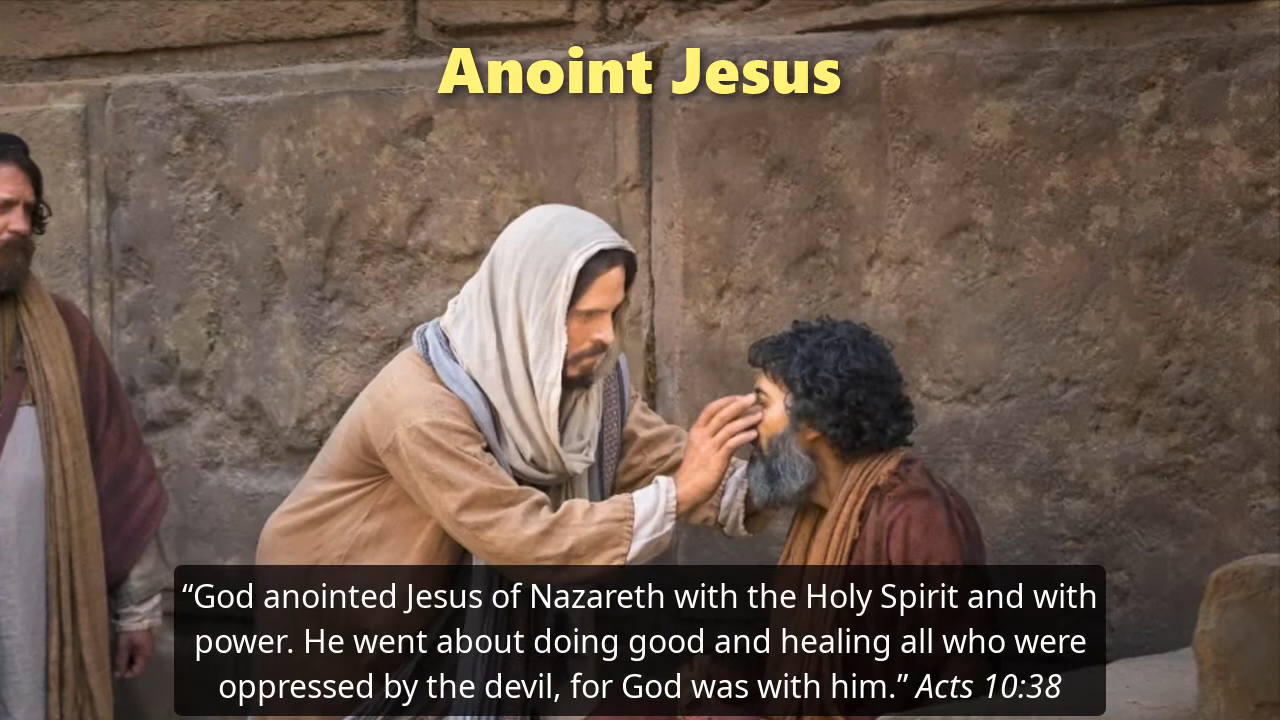 Anoint Jesus
“God anointed Jesus of Nazareth with the Holy Spirit and with
power. He went about doing good and healing all who were
oppressed by the devil, for God was with him.” Acts 10:38